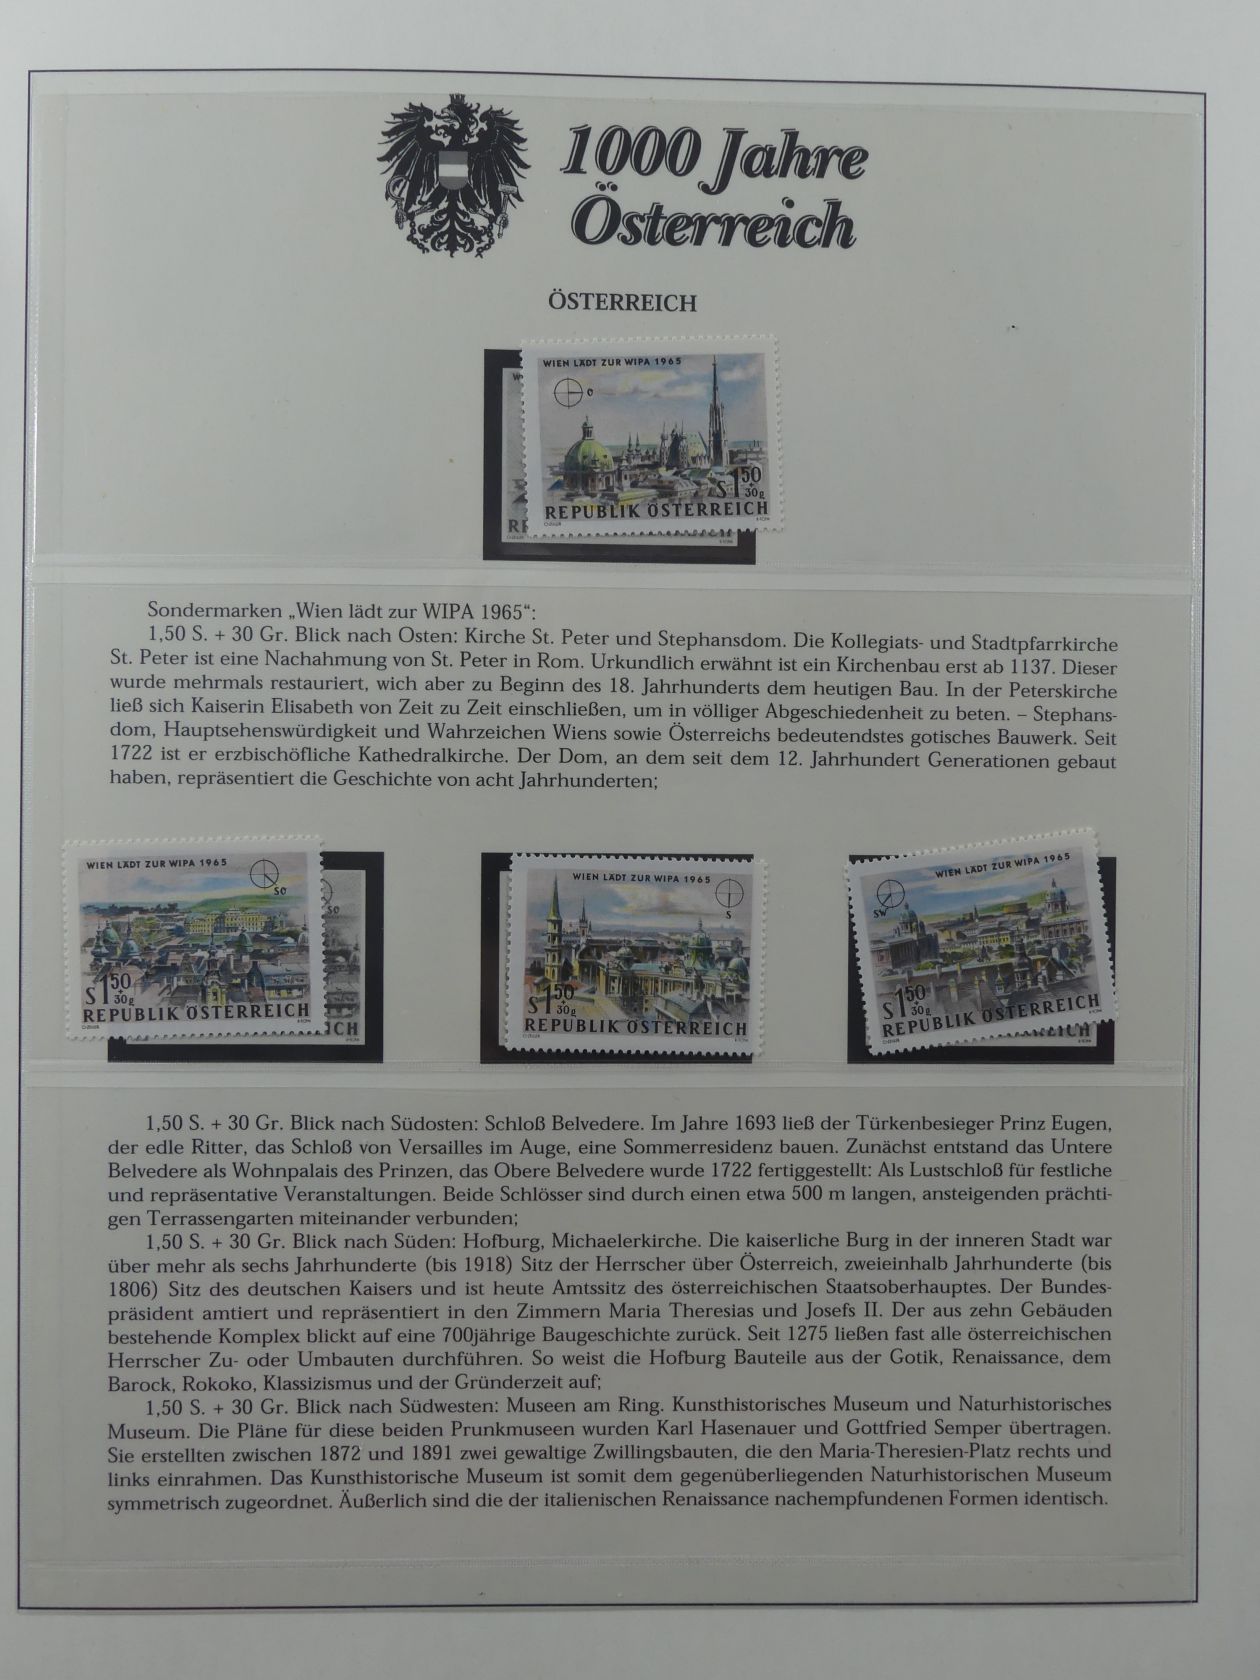 1000 Jahre
Österreich
ÖSTERREICH
WIEN LÄDT ZUR WIPA 1965
O
S 1 50 + 30g
REPUBLIK ÖSTERREICH
Sondermarken „Wien lädt zur WIPA 1965“:
1,50 S. + 30 Gr. Blick nach Osten: Kirche St. Peter und Stephansdom. Die Kollegiats- und Stadtpfarrkirche
St. Peter ist eine Nachahmung von St. Peter in Rom. Urkundlich erwähnt ist ein Kirchenbau erst ab 1137. Dieser
wurde mehrmals restauriert, wich aber zu Beginn des 18. Jahrhunderts dem heutigen Bau. In der Peterskirche
ließ sich Kaiserin Elisabeth von Zeit zu Zeit einschließen, um in völliger Abgeschiedenheit zu beten. – Stephans-
dom, Hauptsehenswürdigkeit und Wahrzeichen Wiens sowie Österreichs bedeutendstes gotisches Bauwerk. Seit
1722 ist er erzbischöfliche Kathedralkirche. Der Dom, an dem seit dem 12. Jahrhundert Generationen gebaut
haben, repräsentiert die Geschichte von acht Jahrhunderten;
WIEN LÄDT ZUR WIPA 1965
SO
S 1 50 + 30g
REPUBLIK ÖSTERREICH
SO
ICH
WIEN LÄDT ZUR WIPA 1965
S
S 1 50 + 30g
REPUBLIK ÖSTERREICH
WIEN LÄDT ZUR WIPA 1965
SW
S 1 50 + 30g
REPUBLIK ÖSTERREICH
1,50 S. + 30 Gr. Blick nach Südosten: Schloß Belvedere. Im Jahre 1693 ließ der Türkenbesieger Prinz Eugen,
der edle Ritter, das Schloß von Versailles im Auge, eine Sommerresidenz bauen. Zunächst entstand das Untere
Belvedere als Wohnpalais des Prinzen, das Obere Belvedere wurde 1722 fertiggestellt: Als Lustschloß für festliche
und repräsentative Veranstaltungen. Beide Schlösser sind durch einen etwa 500 m langen, ansteigenden prächti-
gen Terrassengarten miteinander verbunden;
1,50 S. + 30 Gr. Blick nach Süden: Hofburg, Michaelerkirche. Die kaiserliche Burg in der inneren Stadt war
über mehr als sechs Jahrhunderte (bis 1918) Sitz der Herrscher über Österreich, zweieinhalb Jahrhunderte (bis
1806) Sitz des deutschen Kaisers und ist heute Amtssitz des österreichischen Staatsoberhauptes. Der Bundes-
präsident amtiert und repräsentiert in den Zimmern Maria Theresias und Josefs II. Der aus zehn Gebäuden
bestehende Komplex blickt auf eine 700jährige Baugeschichte zurück. Seit 1275 ließen fast alle österreichischen
Herrscher Zu- oder Umbauten durchführen. So weist die Hofburg Bauteile aus der Gotik, Renaissance, dem
Barock, Rokoko, Klassizismus und der Gründerzeit auf;
1,50 S. + 30 Gr. Blick nach Südwesten: Museen am Ring. Kunsthistorisches Museum und Naturhistorisches
Museum. Die Pläne für diese beiden Prunkmuseen wurden Karl Hasenauer und Gottfried Semper übertragen.
Sie erstellten zwischen 1872 und 1891 zwei gewaltige Zwillingsbauten, die den Maria-Theresien-Platz rechts und
links einrahmen. Das Kunsthistorische Museum ist somit dem gegenüberliegenden Naturhistorischen Museum
symmetrisch zugeordnet. Äußerlich sind die der italienischen Renaissance nachempfundenen Formen identisch.